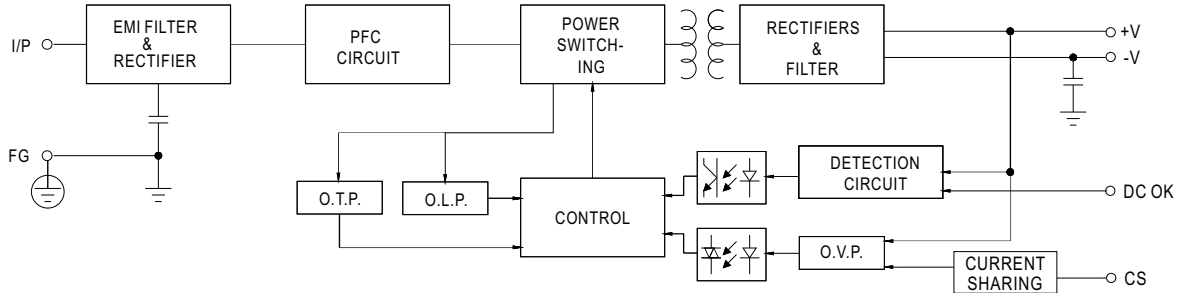 I/P
EMI FILTER
&
RECTIFIER
PFC
CIRCUIT
POWER
SWITCH-
ING
RECTIFIERS
&
FILTER
+V
-V
FG
O.T.P.
O.L.P.
CONTROL
DETECTION
CIRCUIT
DC OK
O.V.P.
CURRENT
SHARING
CS